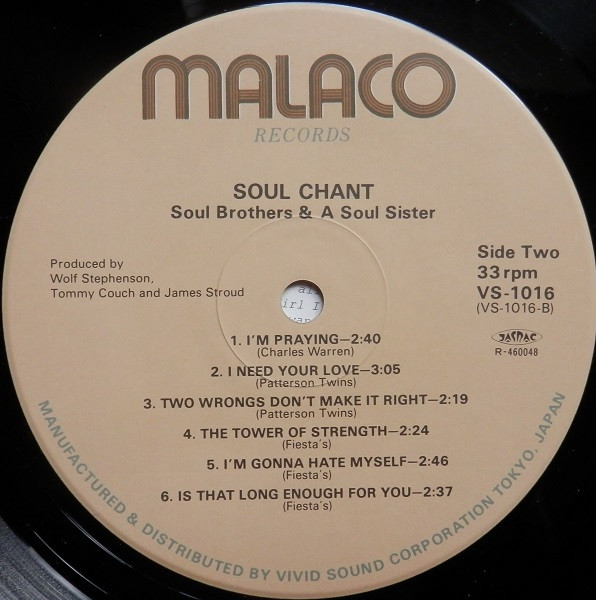 MALACO
RECORDS
SOUL CHANT
Soul Brothers & A Soul Sister
Produced by
Wolf Stephenson,
Tommy Couch and James Stroud
Side Two
33 rpm
VS-1016
(VS-1016-B)
JASRAC
R-460048
irl I
1. I'M PRAYING—2:40
(Charles Warren)
2. I NEED YOUR LOVE—3:05
(Patterson Twins)
3. TWO WRONGS DON'T MAKE IT RIGHT—2:19
(Patterson Twins)
4. THE TOWER OF STRENGTH—2:24
(Fiesta's)
5. I'M GONNA HATE MYSELF—2:46
(Fiesta's)
6. IS THAT LONG ENOUGH FOR YOU—2:37
(Fiesta's)
MANUFACTURED & DISTRIBUTED BY VIVID SOUND CORPORATION TOKYO, JAPAN